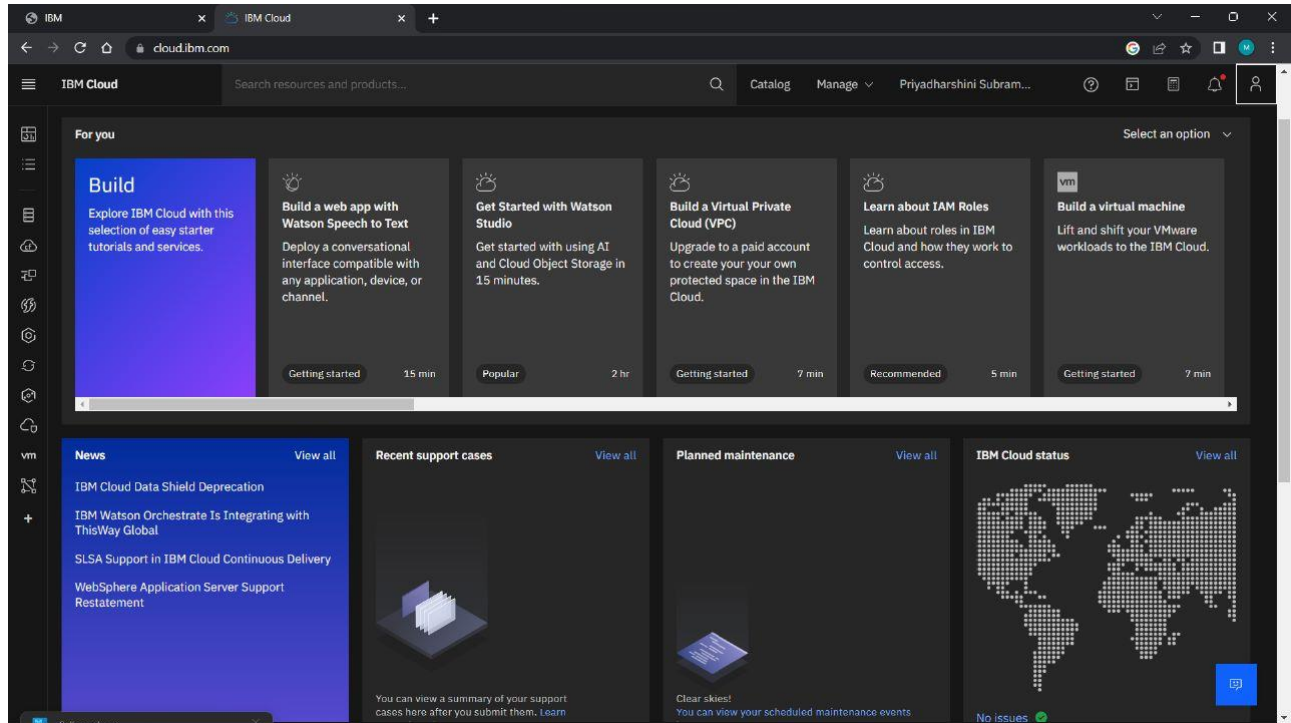 IBM
IBM Cloud
cloud.ibm.com
M
IBM Cloud
Search resources and products...
Catalog
Manage
Priyadharshini Subram...
For you
Select an option
Build
Explore IBM Cloud with this
selection of easy starter
tutorials and services.
Build a web app with
Watson Speech to Text
Deploy a conversational
interface compatible with
any application, device, or
channel.
Getting started 15 min
Get Started with Watson
Studio
Get started with using AI
and Cloud Object Storage in
15 minutes.
Popular 2 hr
Build a Virtual Private
Cloud (VPC)
Upgrade to a paid account
to create your your own
protected space in the IBM
Cloud.
Getting started 7 min
Learn about IAM Roles
Learn about roles in IBM
Cloud and how they work to
control access.
Recommended 5 min
vm
Build a virtual machine
Lift and shift your VMware
workloads to the IBM Cloud.
Getting started 7 min
vm
News View all
IBM Cloud Data Shield Deprecation
IBM Watson Orchestrate Is Integrating with
ThisWay Global
SLSA Support in IBM Cloud Continuous Delivery
WebSphere Application Server Support
Restatement
Recent support cases View all
You can view a summary of your support
cases here after you submit them. Learn
Planned maintenance View all
Clear skies!
You can view your scheduled maintenance events
IBM Cloud status View all
No issues